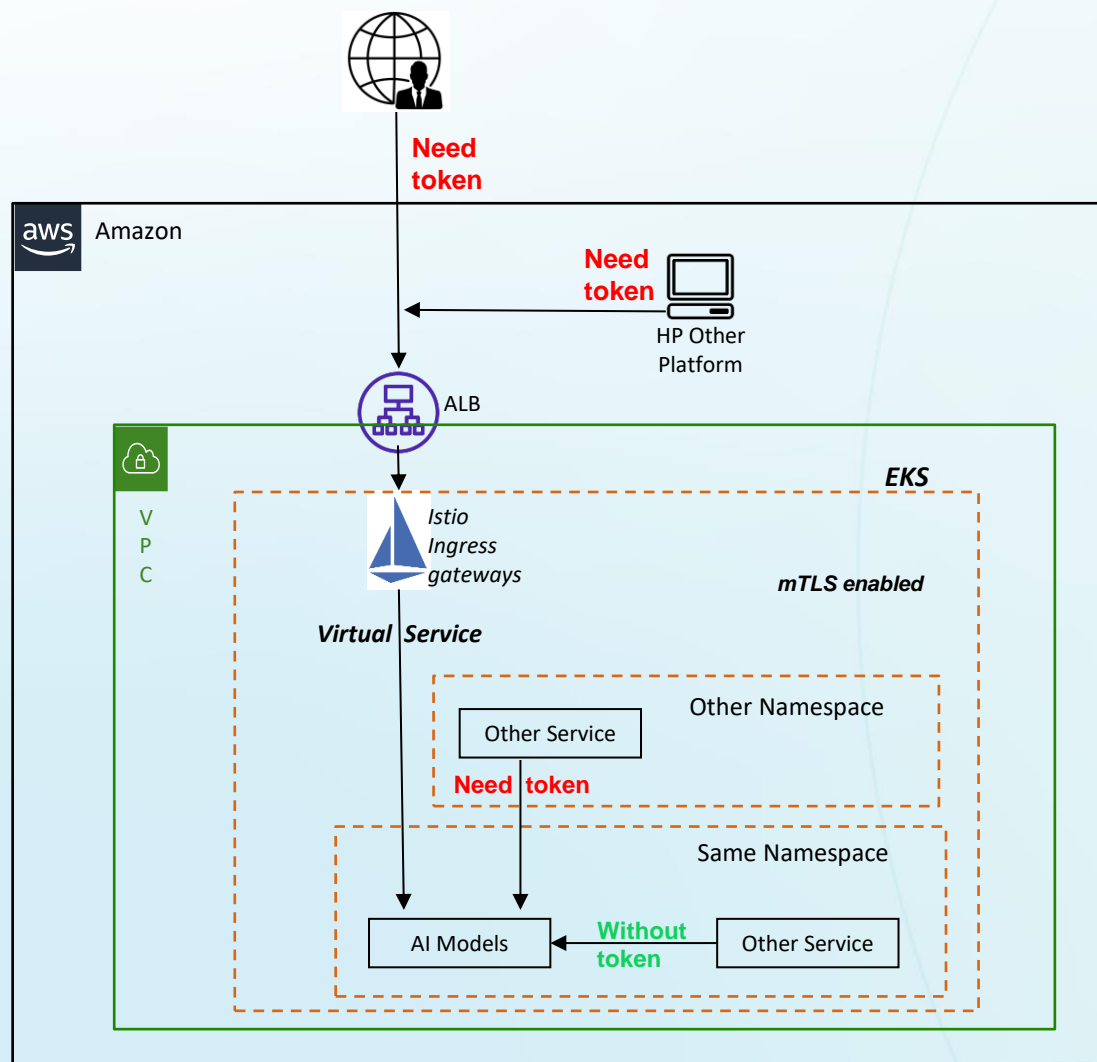 Need
token
aws
Amazon
Need
token
HP Other
Platform
ALB
EKS
V
P
C
Istio
Ingress
gateways
mTLS enabled
Virtual Service
Other Namespace
Other Service
Need token
Same Namespace
AI Models
Without
token
Other Service